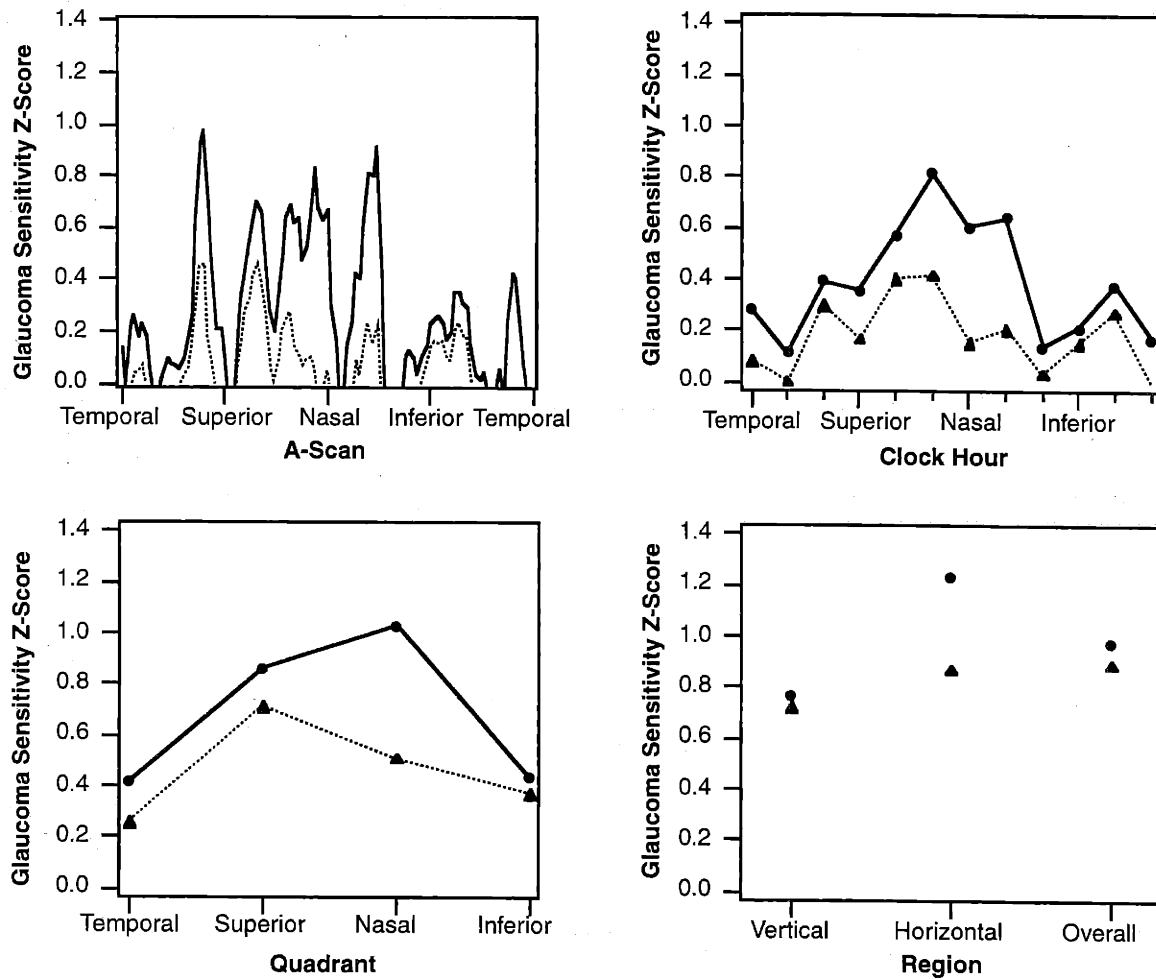 Glaucoma Sensitivity Z-Score
1.4
1.2
1.0
0.8
0.6
0.4
0.2
0.0
Temporal Superior Nasal Inferior Temporal
A-Scan
Glaucoma Sensitivity Z-Score
1.4
1.2
1.0
0.8
0.6
0.4
0.2
0.0
Temporal Superior Nasal Inferior
Clock Hour
Glaucoma Sensitivity Z-Score
1.4
1.2
1.0
0.8
0.6
0.4
0.2
0.0
Temporal Superior Nasal Inferior
Quadrant
Glaucoma Sensitivity Z-Score
1.4
1.2
1.0
0.8
0.6
0.4
0.2
0.0
Vertical Horizontal Overall
Region